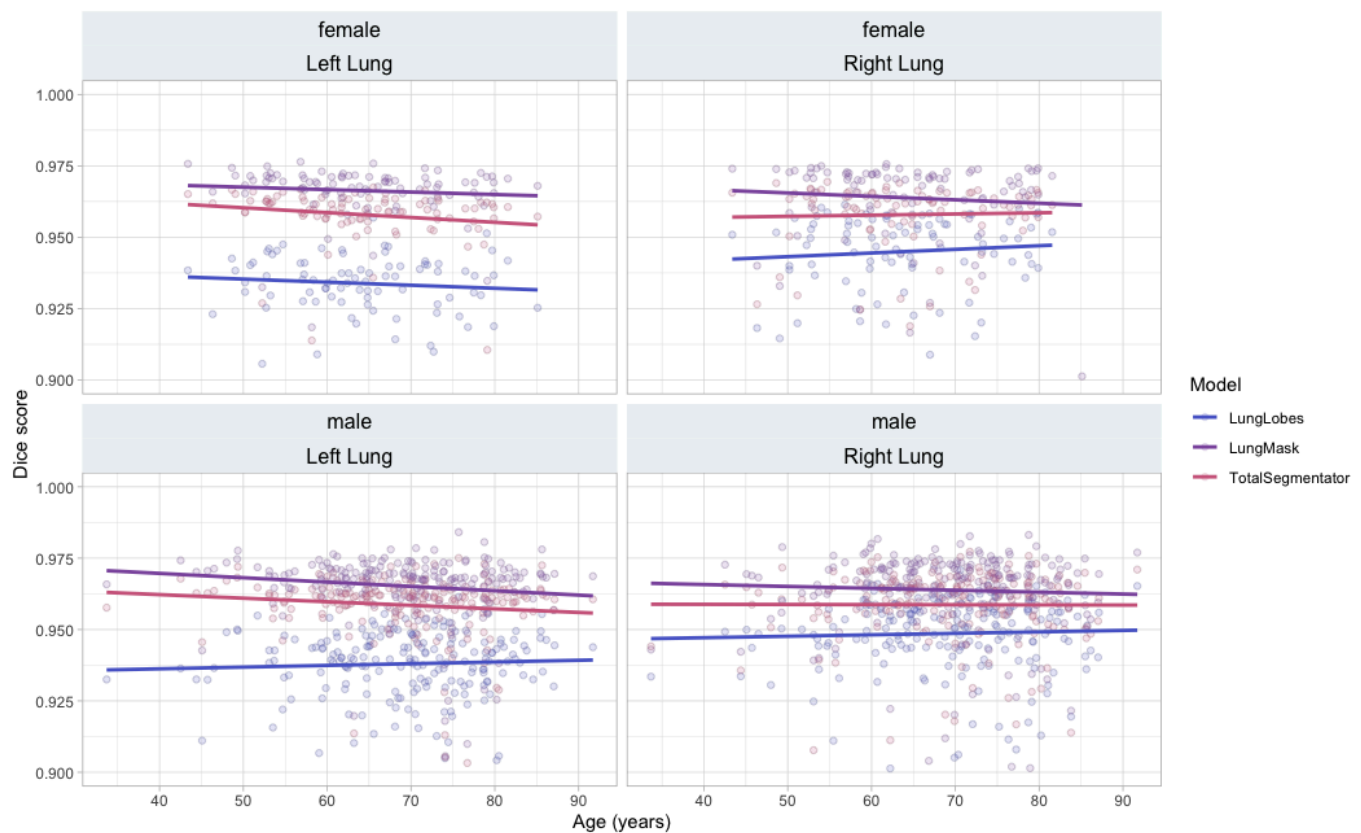 female
female
Left Lung
Right Lung
1.000
0.975
0.950
0.925
0.900
male
male
Left Lung
Right Lung
1.000
0.975
0.950
0.925
0.900
40 50 60 70 80 90
40 50 60 70 80 90
Age (years)
Dice score
Model
LungLobes
LungMask
TotalSegmentator